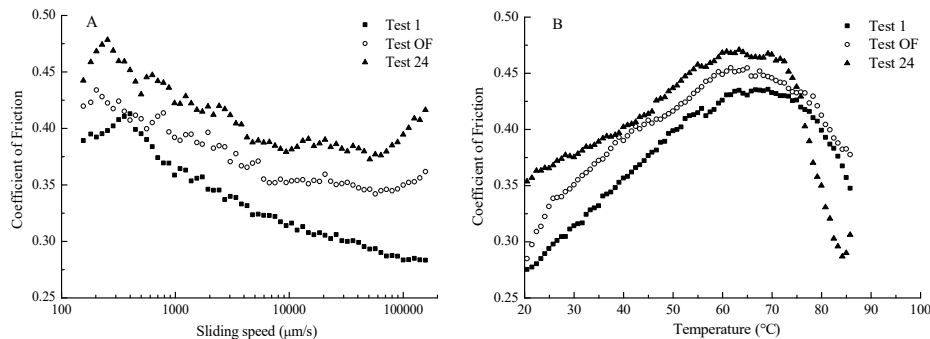 A
Test 1
Test OF
Test 24
Coefficient of Friction
0.50
0.45
0.40
0.35
0.30
0.25
100
1000
10000
100000
Sliding speed (μm/s)
B
Test 1
Test OF
Test 24
Coefficient of Friction
0.50
0.45
0.40
0.35
0.30
0.25
20
30
40
50
60
70
80
90
Temperature (°C)